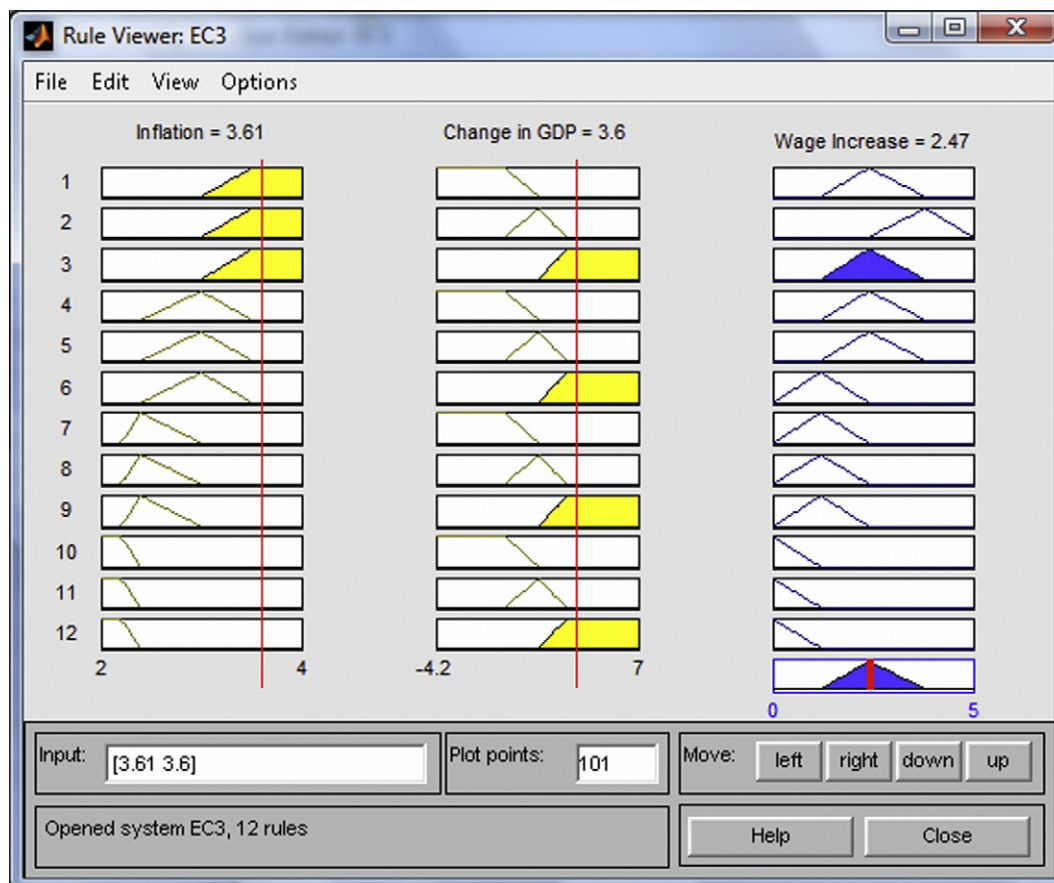 Rule Viewer: EC3
File Edit View Options
Inflation = 3.61 Change in GDP = 3.6 Wage Increase = 2.47
1
2
3
4
5
6
7
8
9
10
11
12
2 4 -4.2 7
0 5
Input: [3.61 3.6] Plot points: 101 Move: left right down up
Opened system EC3, 12 rules Help Close